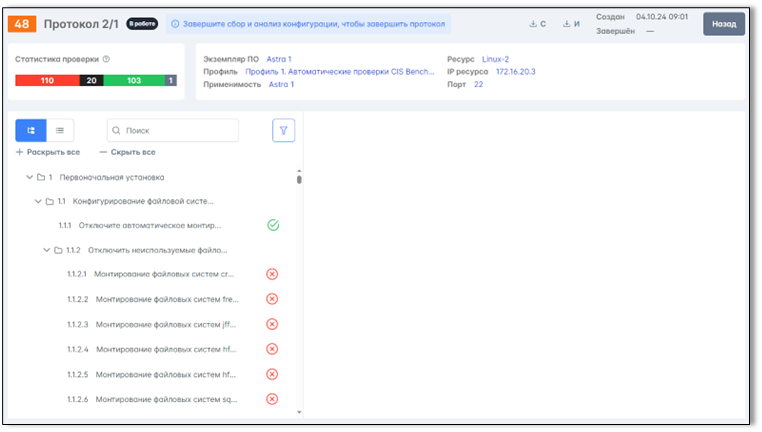 48 Протокол 2/1 В работе Завершите сбор и анализ конфигурации, чтобы завершить протокол С И Создан 04.10.24 09:01 Назад
Завершён —
Статистика проверки
110 20 103 1
Экземпляр ПО Astra 1
Профиль Профиль 1. Автоматические проверки CIS Bench...
Применимость Astra 1
Ресурс Linux-2
IP ресурса 172.16.20.3
Порт 22
Поиск
+ Раскрыть все — Скрыть все
1 Первоначальная установка
1.1 Конфигурирование файловой систе...
1.1.1 Отключите автоматическое монтир...
1.1.2 Отключить неиспользуемые файло...
1.1.2.1 Монтирование файловых систем cr...
1.1.2.2 Монтирование файловых систем fre...
1.1.2.3 Монтирование файловых систем jff...
1.1.2.4 Монтирование файловых систем hf...
1.1.2.5 Монтирование файловых систем hf...
1.1.2.6 Монтирование файловых систем sq...